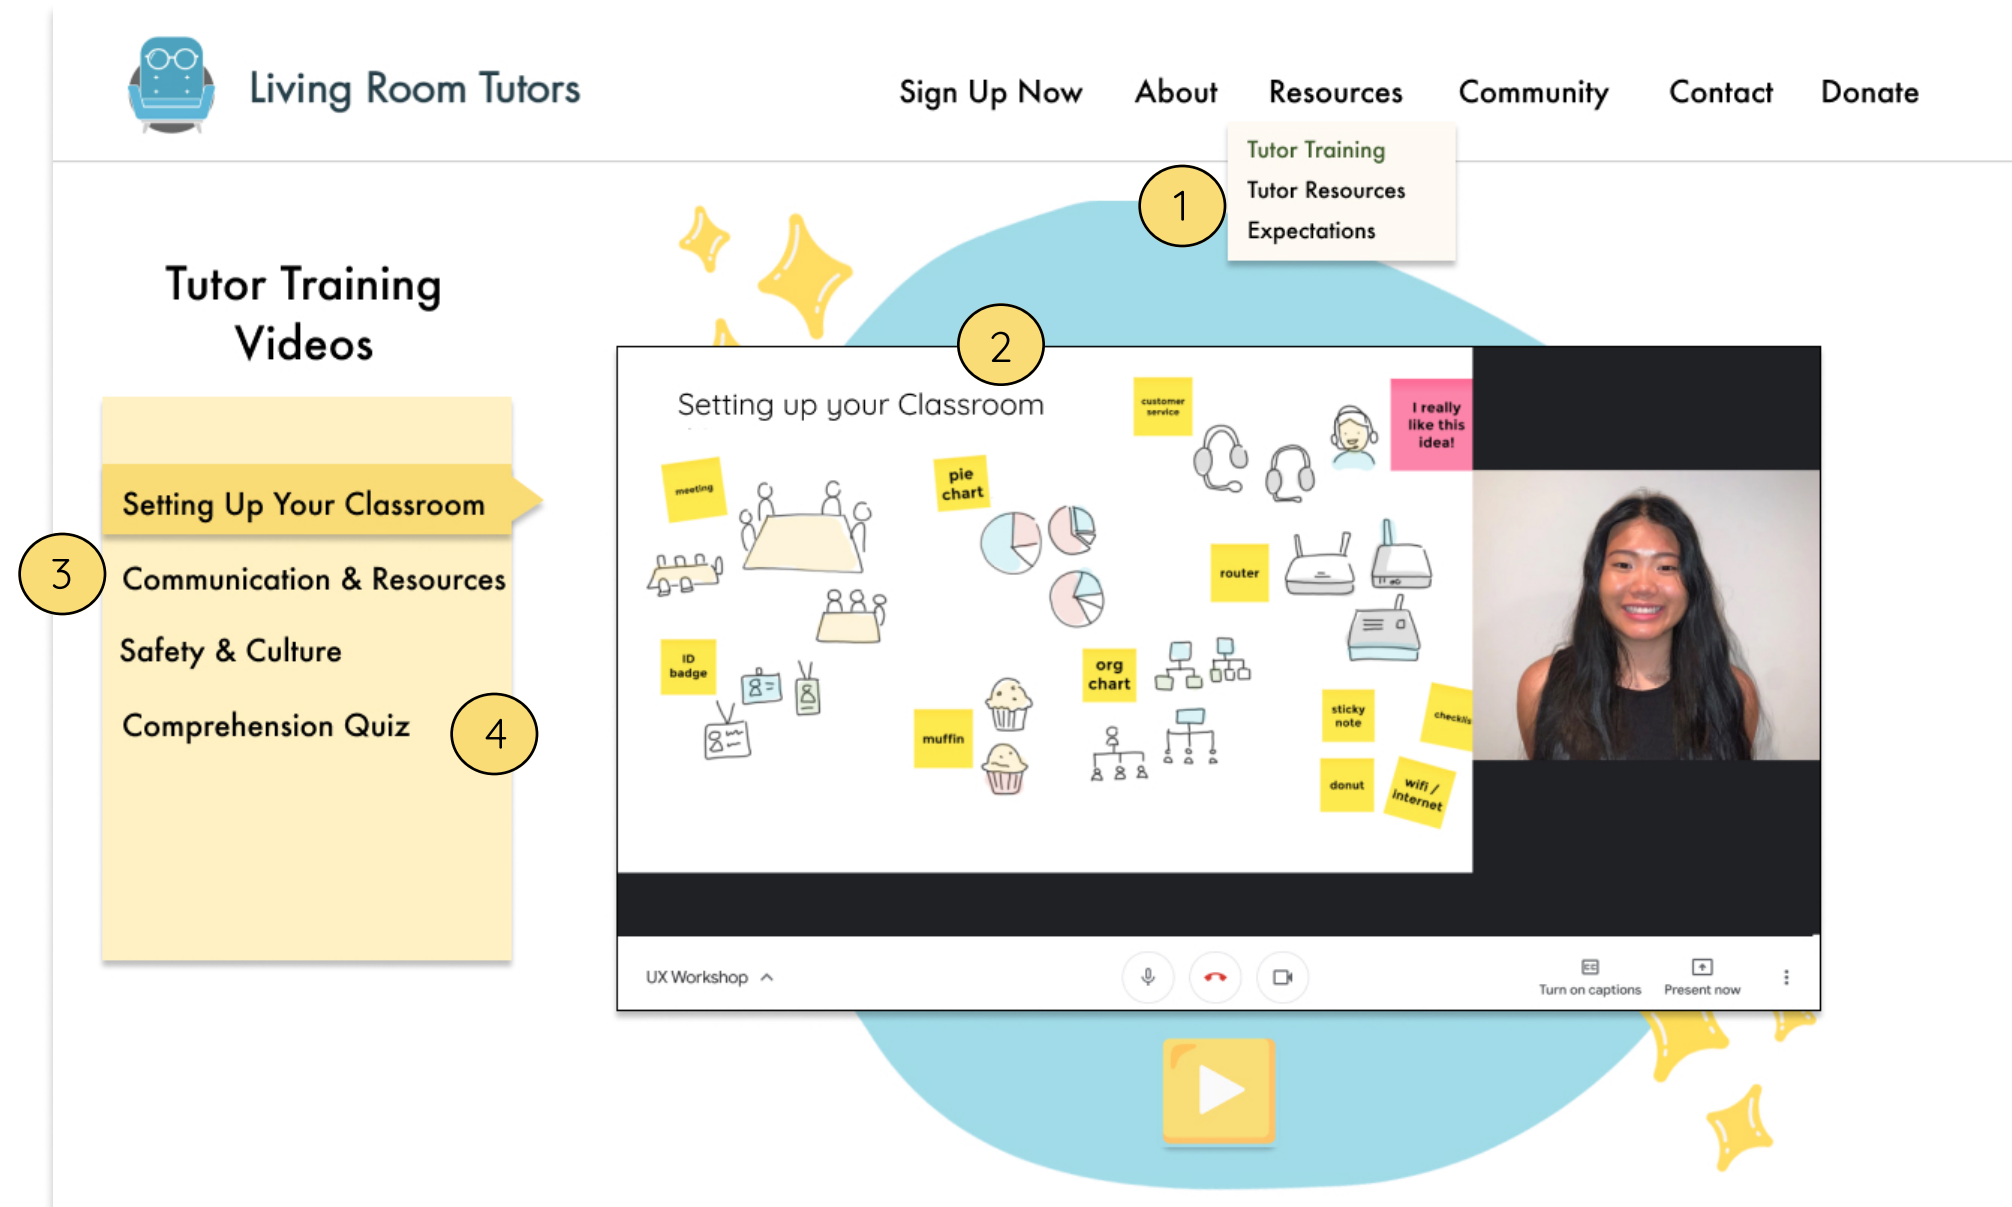 Living Room Tutors
Sign Up Now
About
Resources
Community
Contact
Donate
Tutor Training
Tutor Resources
Expectations
1
Tutor Training
Videos
Setting Up Your Classroom
3
Communication & Resources
Safety & Culture
Comprehension Quiz
4
2
Setting up your Classroom
customer
service
I really
like this
idea!
meeting
pie
chart
router
ID
badge
org
chart
muffin
sticky
note
checklis
donut
wifi /
internet
UX Workshop
Turn on captions
Present now